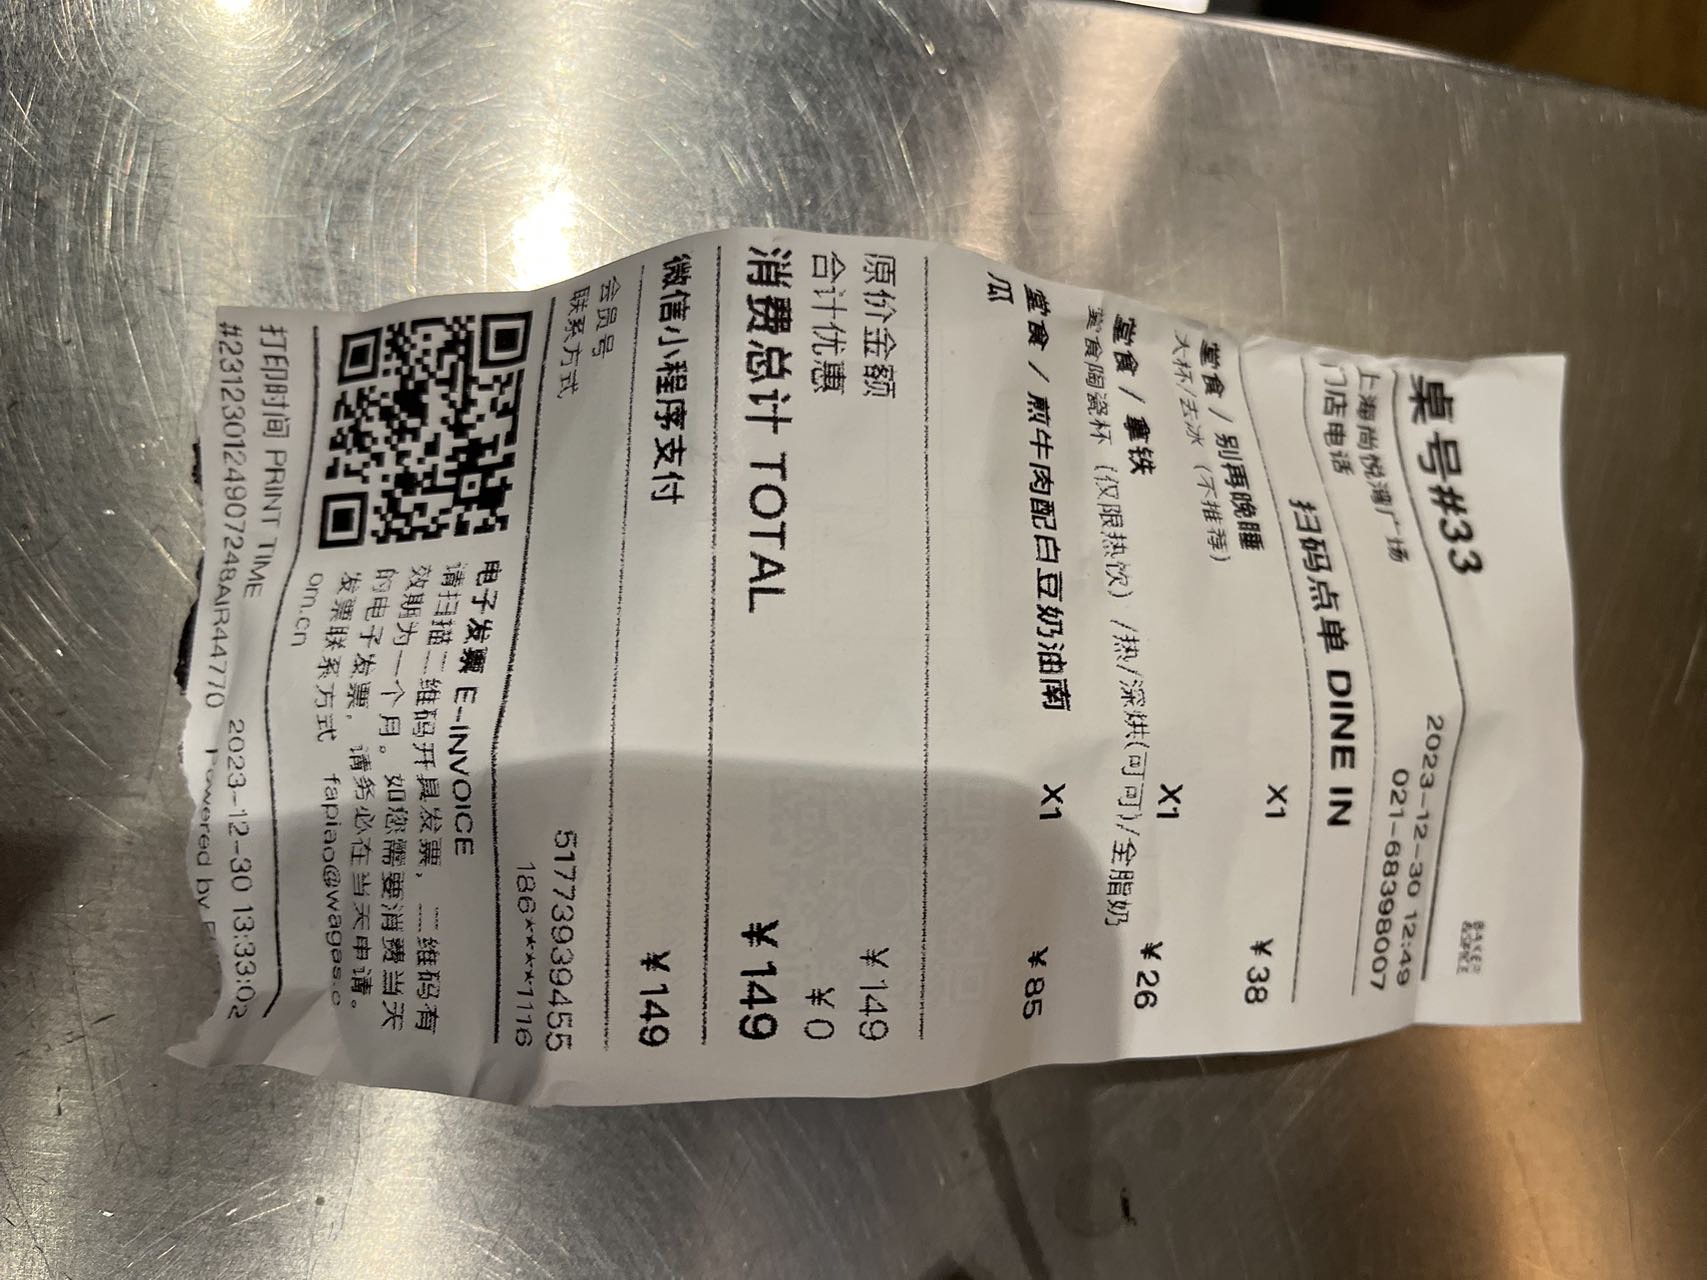 BAKER
&SPICE
桌号#33
2023-12-30 12:49
上海尚悦湾广场
门店电话 021-68398007
扫码点单 DINE IN
堂食 / 别再晚睡 X1 ¥38
大杯/去冰（不推荐）
堂食 / 拿铁 X1 ¥26
堂食陶瓷杯（仅限热饮）/热/深烘(可可)/全脂奶
堂食 / 煎牛肉配白豆奶油南 X1 ¥85
瓜
原价金额 ¥149
合计优惠 ¥0
消费总计 TOTAL ¥149
微信小程序支付 ¥149
会员号 5177393939455
联系方式 186****1116
电子发票 E-INVOICE
请扫描二维码开具发票，二维码有
效期为一个月。如您需要消费当天
的电子发票，请务必在当天申请。
发票联系方式 fapiao@wagas.c
om.cn
打印时间 PRINT TIME 2023-12-30 13:33:02
#23123012490724BAIR44770 Powered by